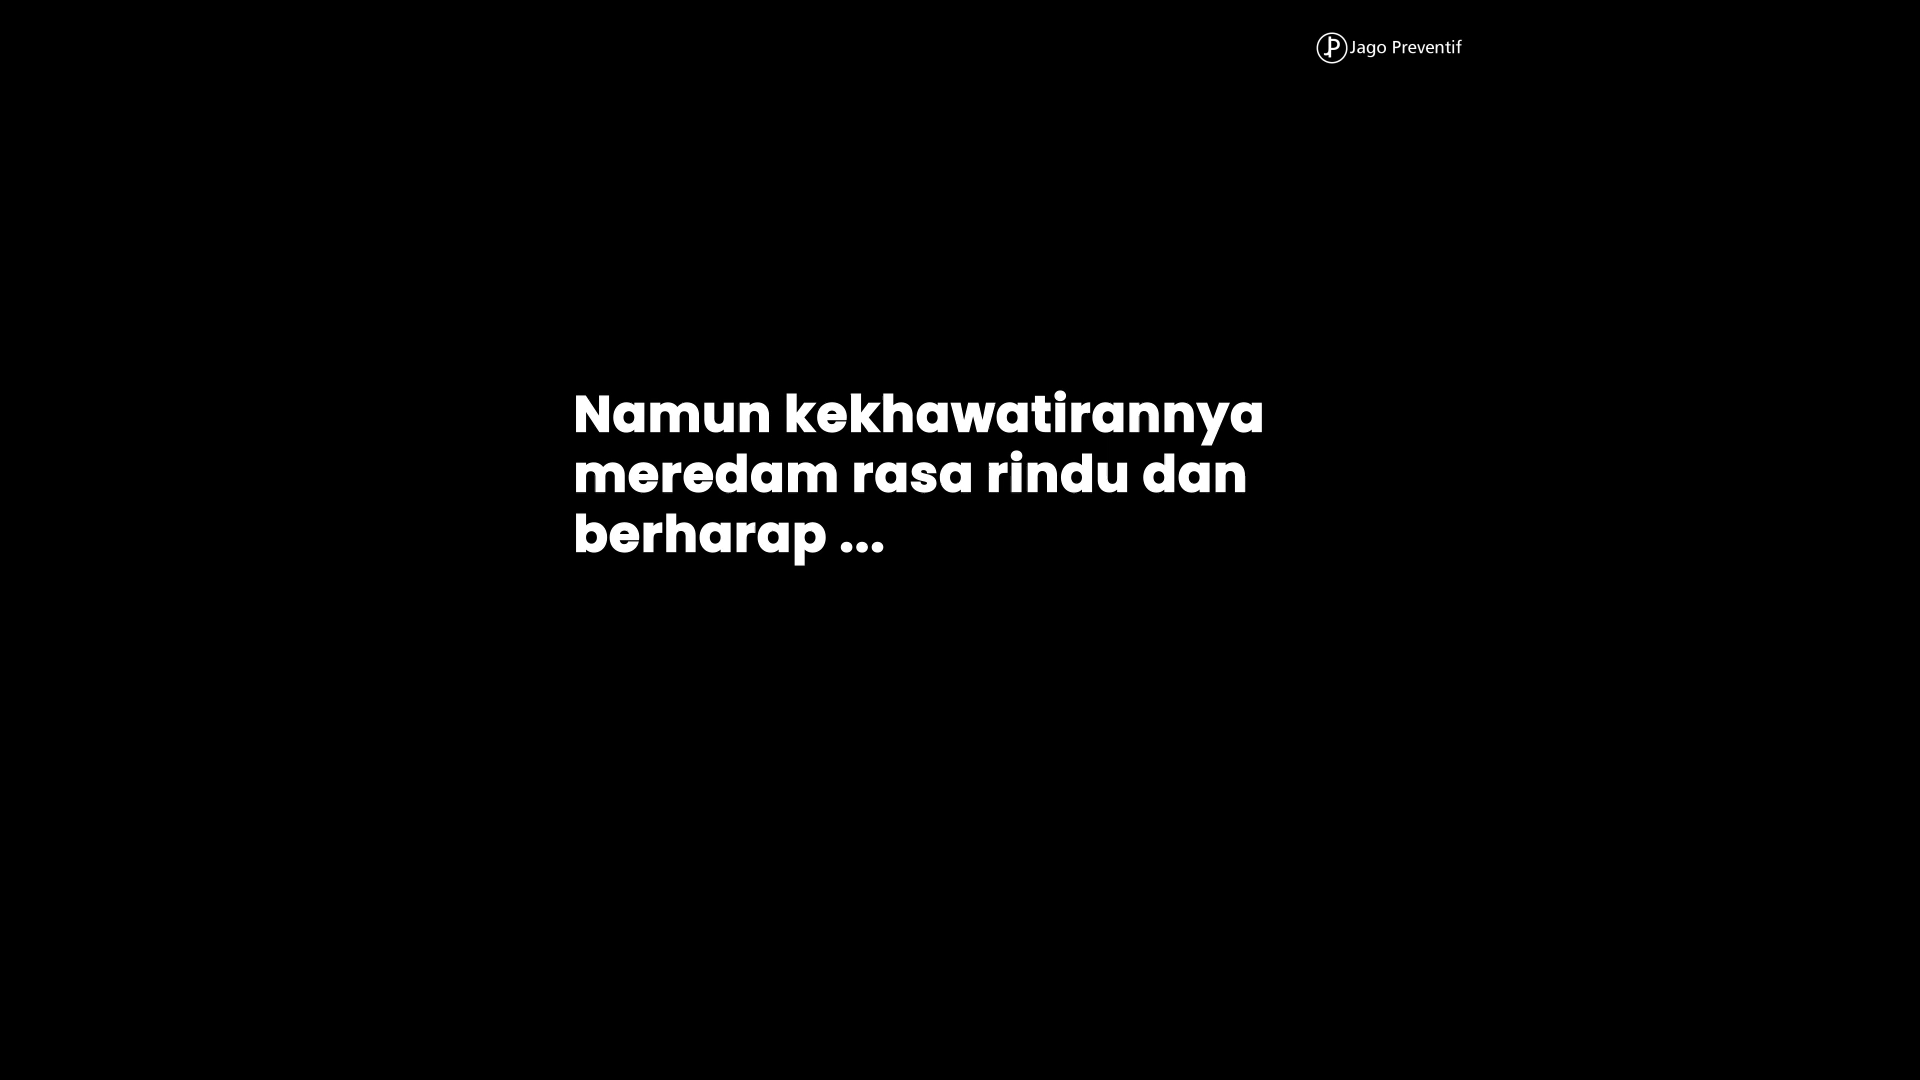 Jago Preventif
Namun kekhawatirannya
meredam rasa rindu dan
berharap ...